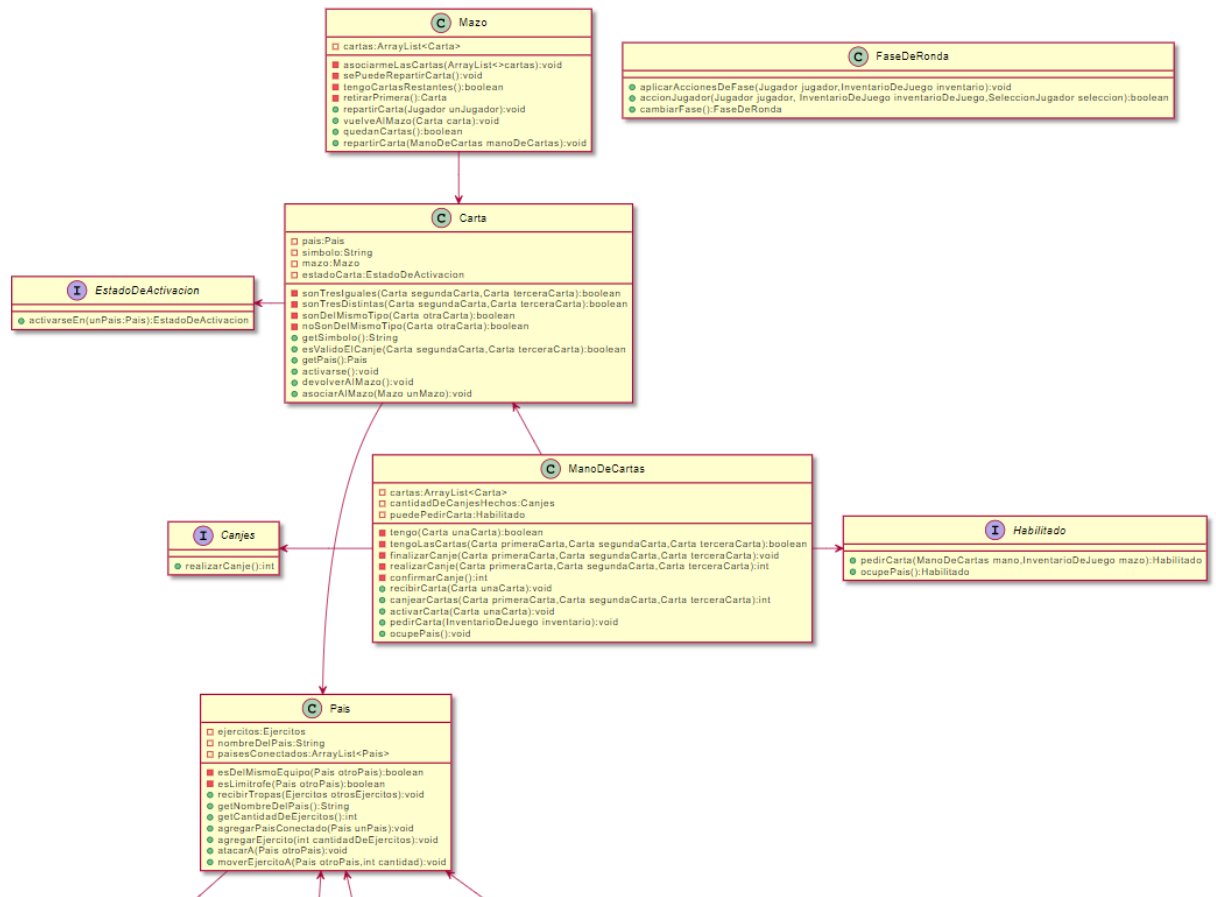 C Mazo
cartas:ArrayList<Carta>
asociarmeLasCartas(ArrayList<>cartas):void
sePuedeRepartirCarta():void
tengoCartasRestantes():boolean
retirarPrimera():Carta
repartirCarta(Jugador unJugador):void
vuelveAlMazo(Carta carta):void
quedanCartas():boolean
repartirCarta(ManoDeCartas manoDeCartas):void
C FaseDeRonda
aplicarAccionesDeFase(Jugador jugador,InventarioDeJuego inventario):void
accionJugador(Jugador jugador, InventarioDeJuego inventarioDeJuego,SeleccionJugador seleccion):boolean
cambiarFase():FaseDeRonda
C Carta
pais:Pais
simbolo:String
mazo:Mazo
estadoCarta:EstadoDeActivacion
sonTresIguales(Carta segundaCarta,Carta terceraCarta):boolean
sonTresDistintas(Carta segundaCarta,Carta terceraCarta):boolean
sonDelMismoTipo(Carta otraCarta):boolean
noSonDelMismoTipo(Carta otraCarta):boolean
getSimbolo():String
esValidoElCanje(Carta segundaCarta,Carta terceraCarta):boolean
getPais():Pais
activarse():void
devolverAlMazo():void
asociarAlMazo(Mazo unMazo):void
I EstadoDeActivacion
activarseEn(unPais:Pais):EstadoDeActivacion
C ManoDeCartas
cartas:ArrayList<Carta>
cantidadDeCanjesHechos:Canjes
puedePedirCarta:Habilitado
tengo(Carta unaCarta):boolean
tengoLasCartas(Carta primeraCarta,Carta segundaCarta,Carta terceraCarta):boolean
finalizarCanje(Carta primeraCarta,Carta segundaCarta,Carta terceraCarta):void
realizarCanje(Carta primeraCarta,Carta segundaCarta,Carta terceraCarta):int
confirmarCanje():int
recibirCarta(Carta unaCarta):void
canjearCartas(Carta primeraCarta,Carta segundaCarta,Carta terceraCarta):int
activarCarta(Carta unaCarta):void
pedirCarta(InventarioDeJuego inventario):void
ocupePais():void
I Canjes
realizarCanje():int
I Habilitado
pedirCarta(ManoDeCartas mano,InventarioDeJuego mazo):Habilitado
ocupePais():Habilitado
C Pais
ejercitos:Ejercitos
nombreDelPais:String
paisesConectados:ArrayList<Pais>
esDelMismoEquipo(Pais otroPais):boolean
esLimitrofe(Pais otroPais):boolean
recibirTropas(Ejercitos otrosEjercitos):void
getNombreDelPais():String
getCantidadDeEjercitos():int
agregarPaisConectado(Pais unPais):void
agregarEjercito(int cantidadDeEjercitos):void
atacarA(Pais otroPais):void
moverEjercitoA(Pais otroPais,int cantidad):void